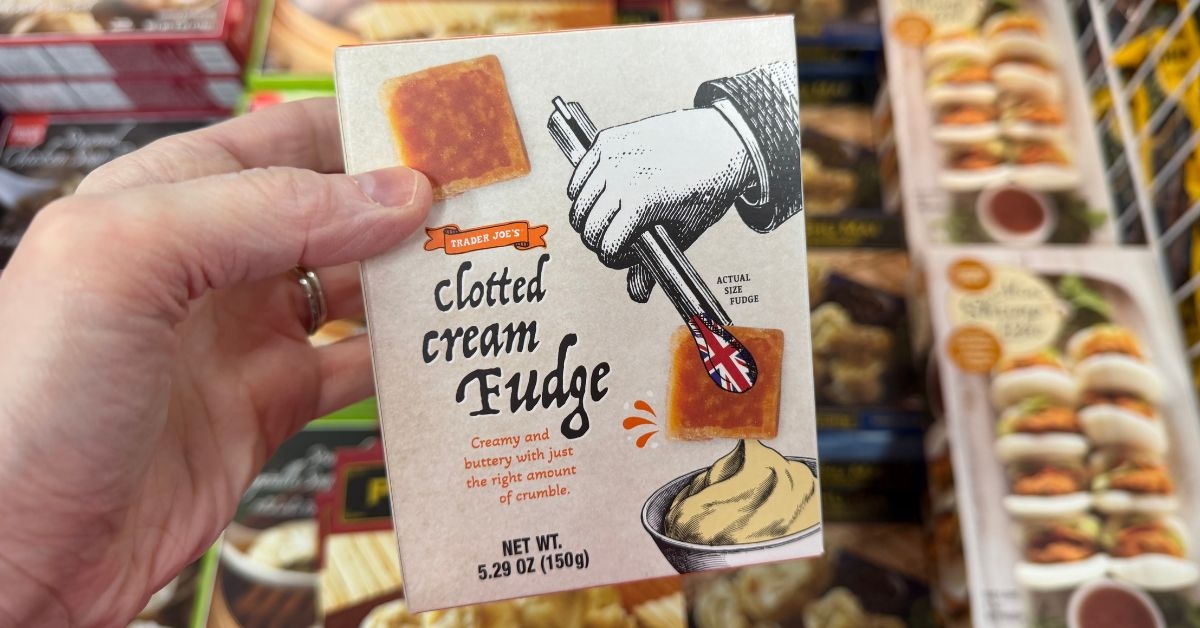 TRADER JOE'S
Clotted
cream
Fudge
ACTUAL
SIZE
FUDGE
Creamy and
buttery with just
the right amount
of crumble.
NET WT.
5.29 OZ (150g)